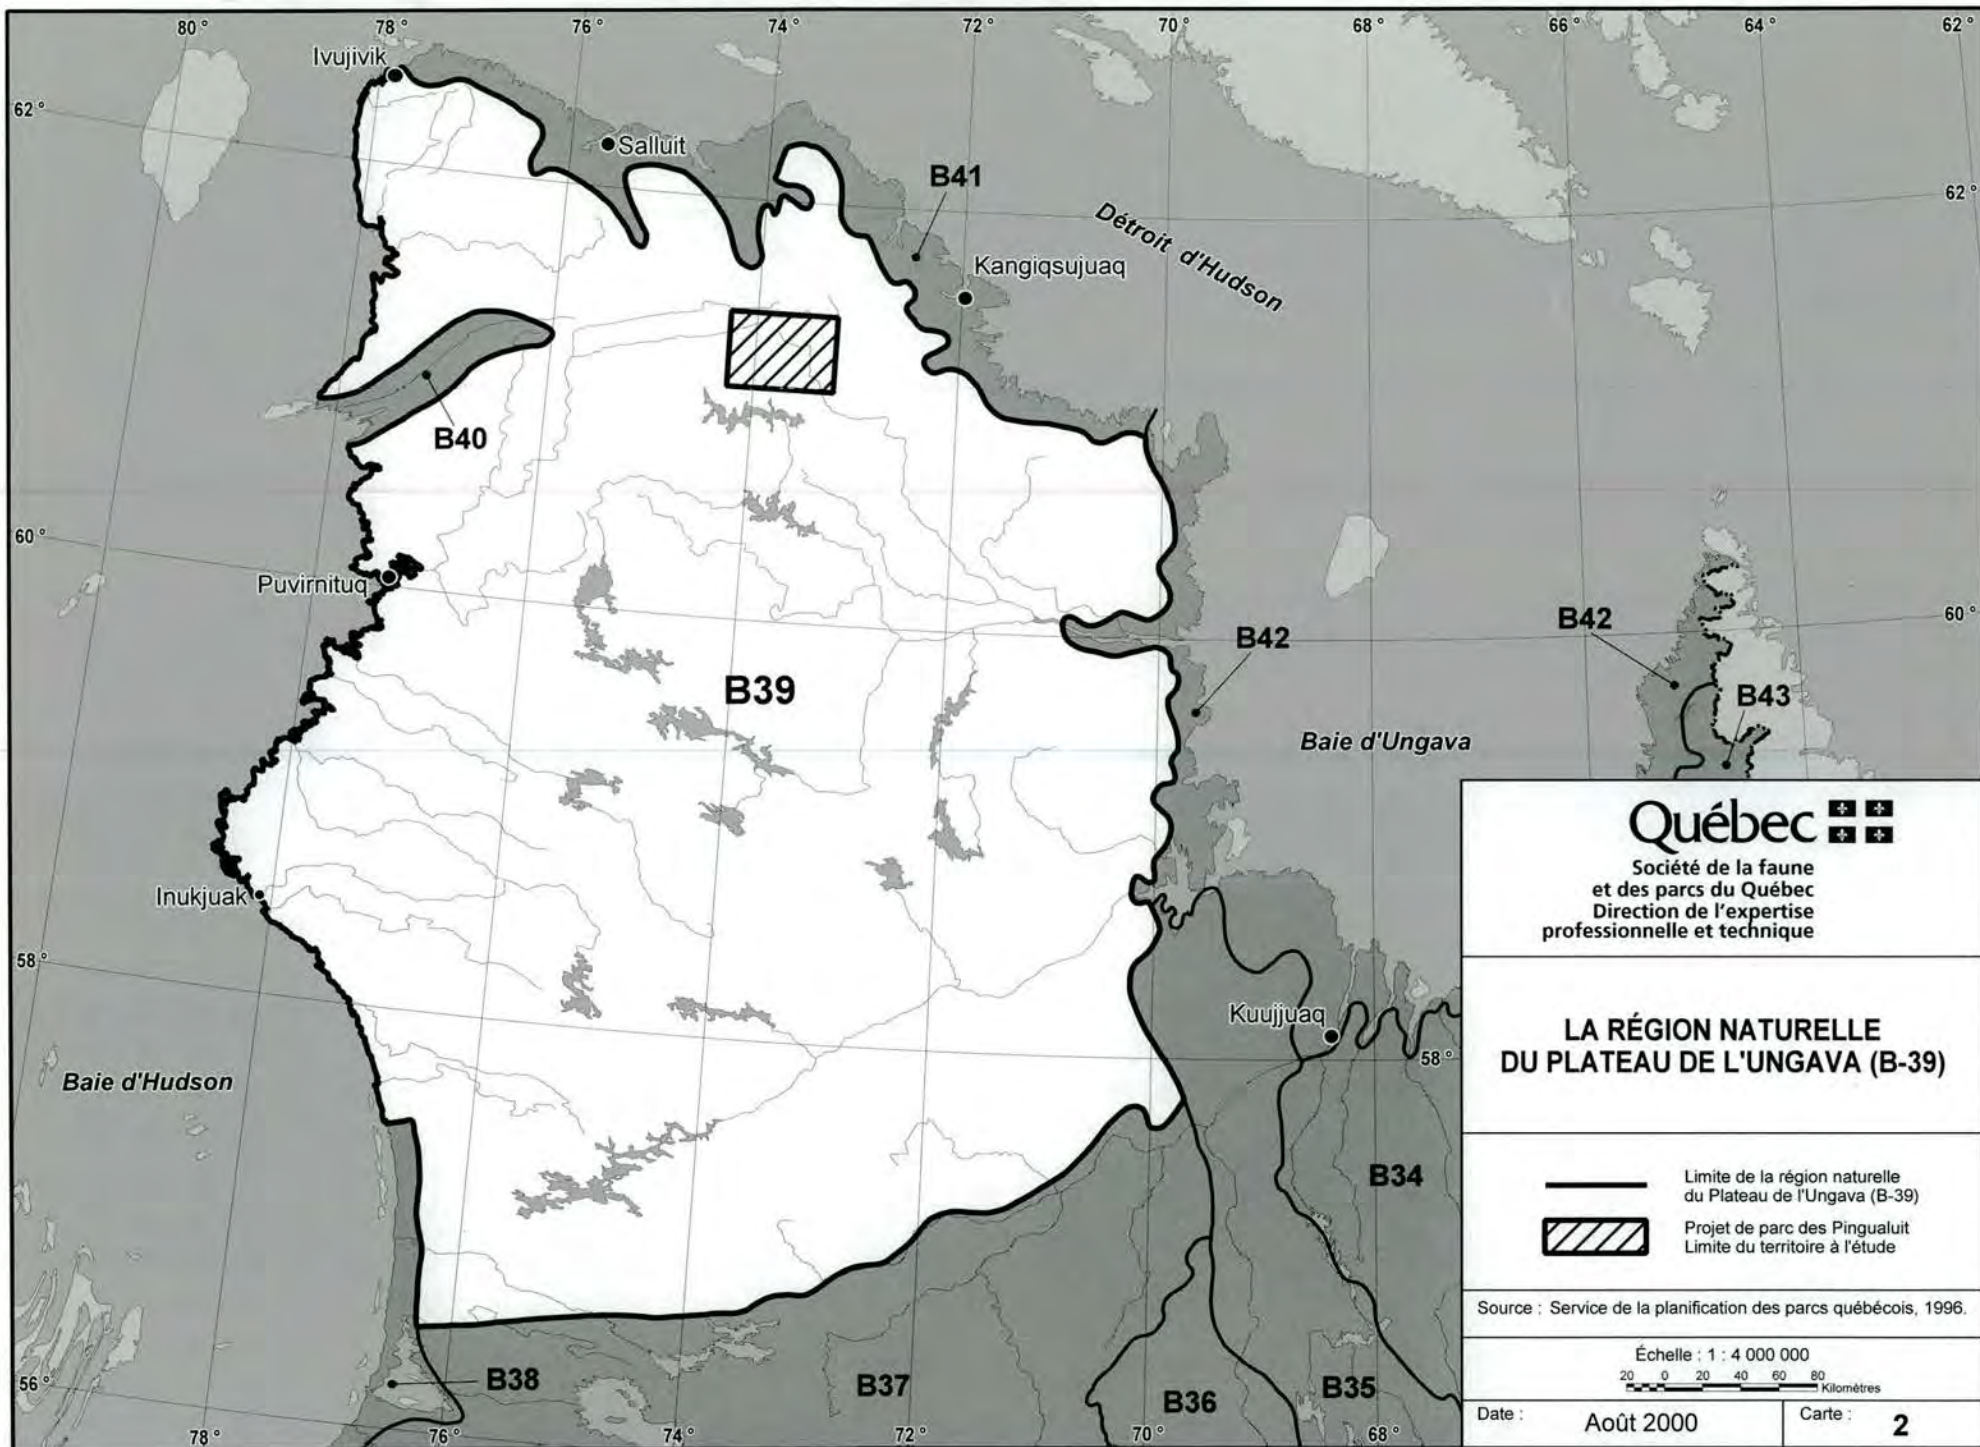 80° 78° 76° 74° 72° 70° 68° 66° 64° 62°
Ivujivik
62°
Salluit
B41
62°
Détroit d'Hudson
Kangiqsujuaq
B40
60°
Puvirnituq
60°
B42
B42
B39
B43
Baie d'Ungava
Québec
Société de la faune
et des parcs du Québec
Direction de l'expertise
professionnelle et technique
Inukjuak
58°
Kuujjuaq
58°
LA RÉGION NATURELLE
DU PLATEAU DE L'UNGAVA (B-39)
Baie d'Hudson
B34
Limite de la région naturelle
du Plateau de l'Ungava (B-39)
Projet de parc des Pingualuit
Limite du territoire à l'étude
Source : Service de la planification des parcs québécois, 1996.
Échelle : 1 : 4 000 000
20 0 20 40 60 80
Kilomètres
56°
B38
B37
B36
B35
Date : Août 2000
Carte : 2
78° 76° 74° 72° 70° 68°